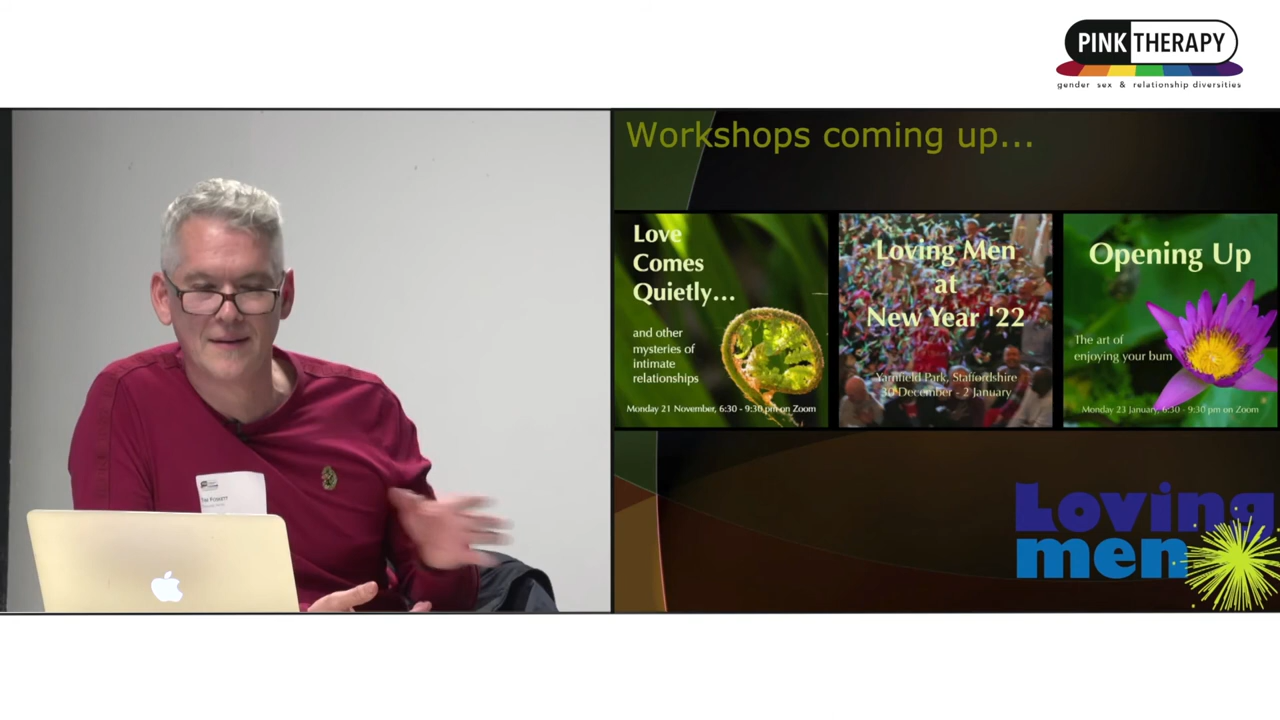 PINK THERAPY
gender sex & relationship diversities
Workshops coming up...
Love
Comes
Quietly...
and other
mysteries of
intimate
relationships
Monday 21 November, 6:30 - 9:30 pm on Zoom
Loving Men
at
New Year '22
Yarnfield Park, Staffordshire
30 December - 2 January
Opening Up
The art of
enjoying your bum
Monday 23 January, 6:30 - 9:30 pm on Zoom
Loving
men